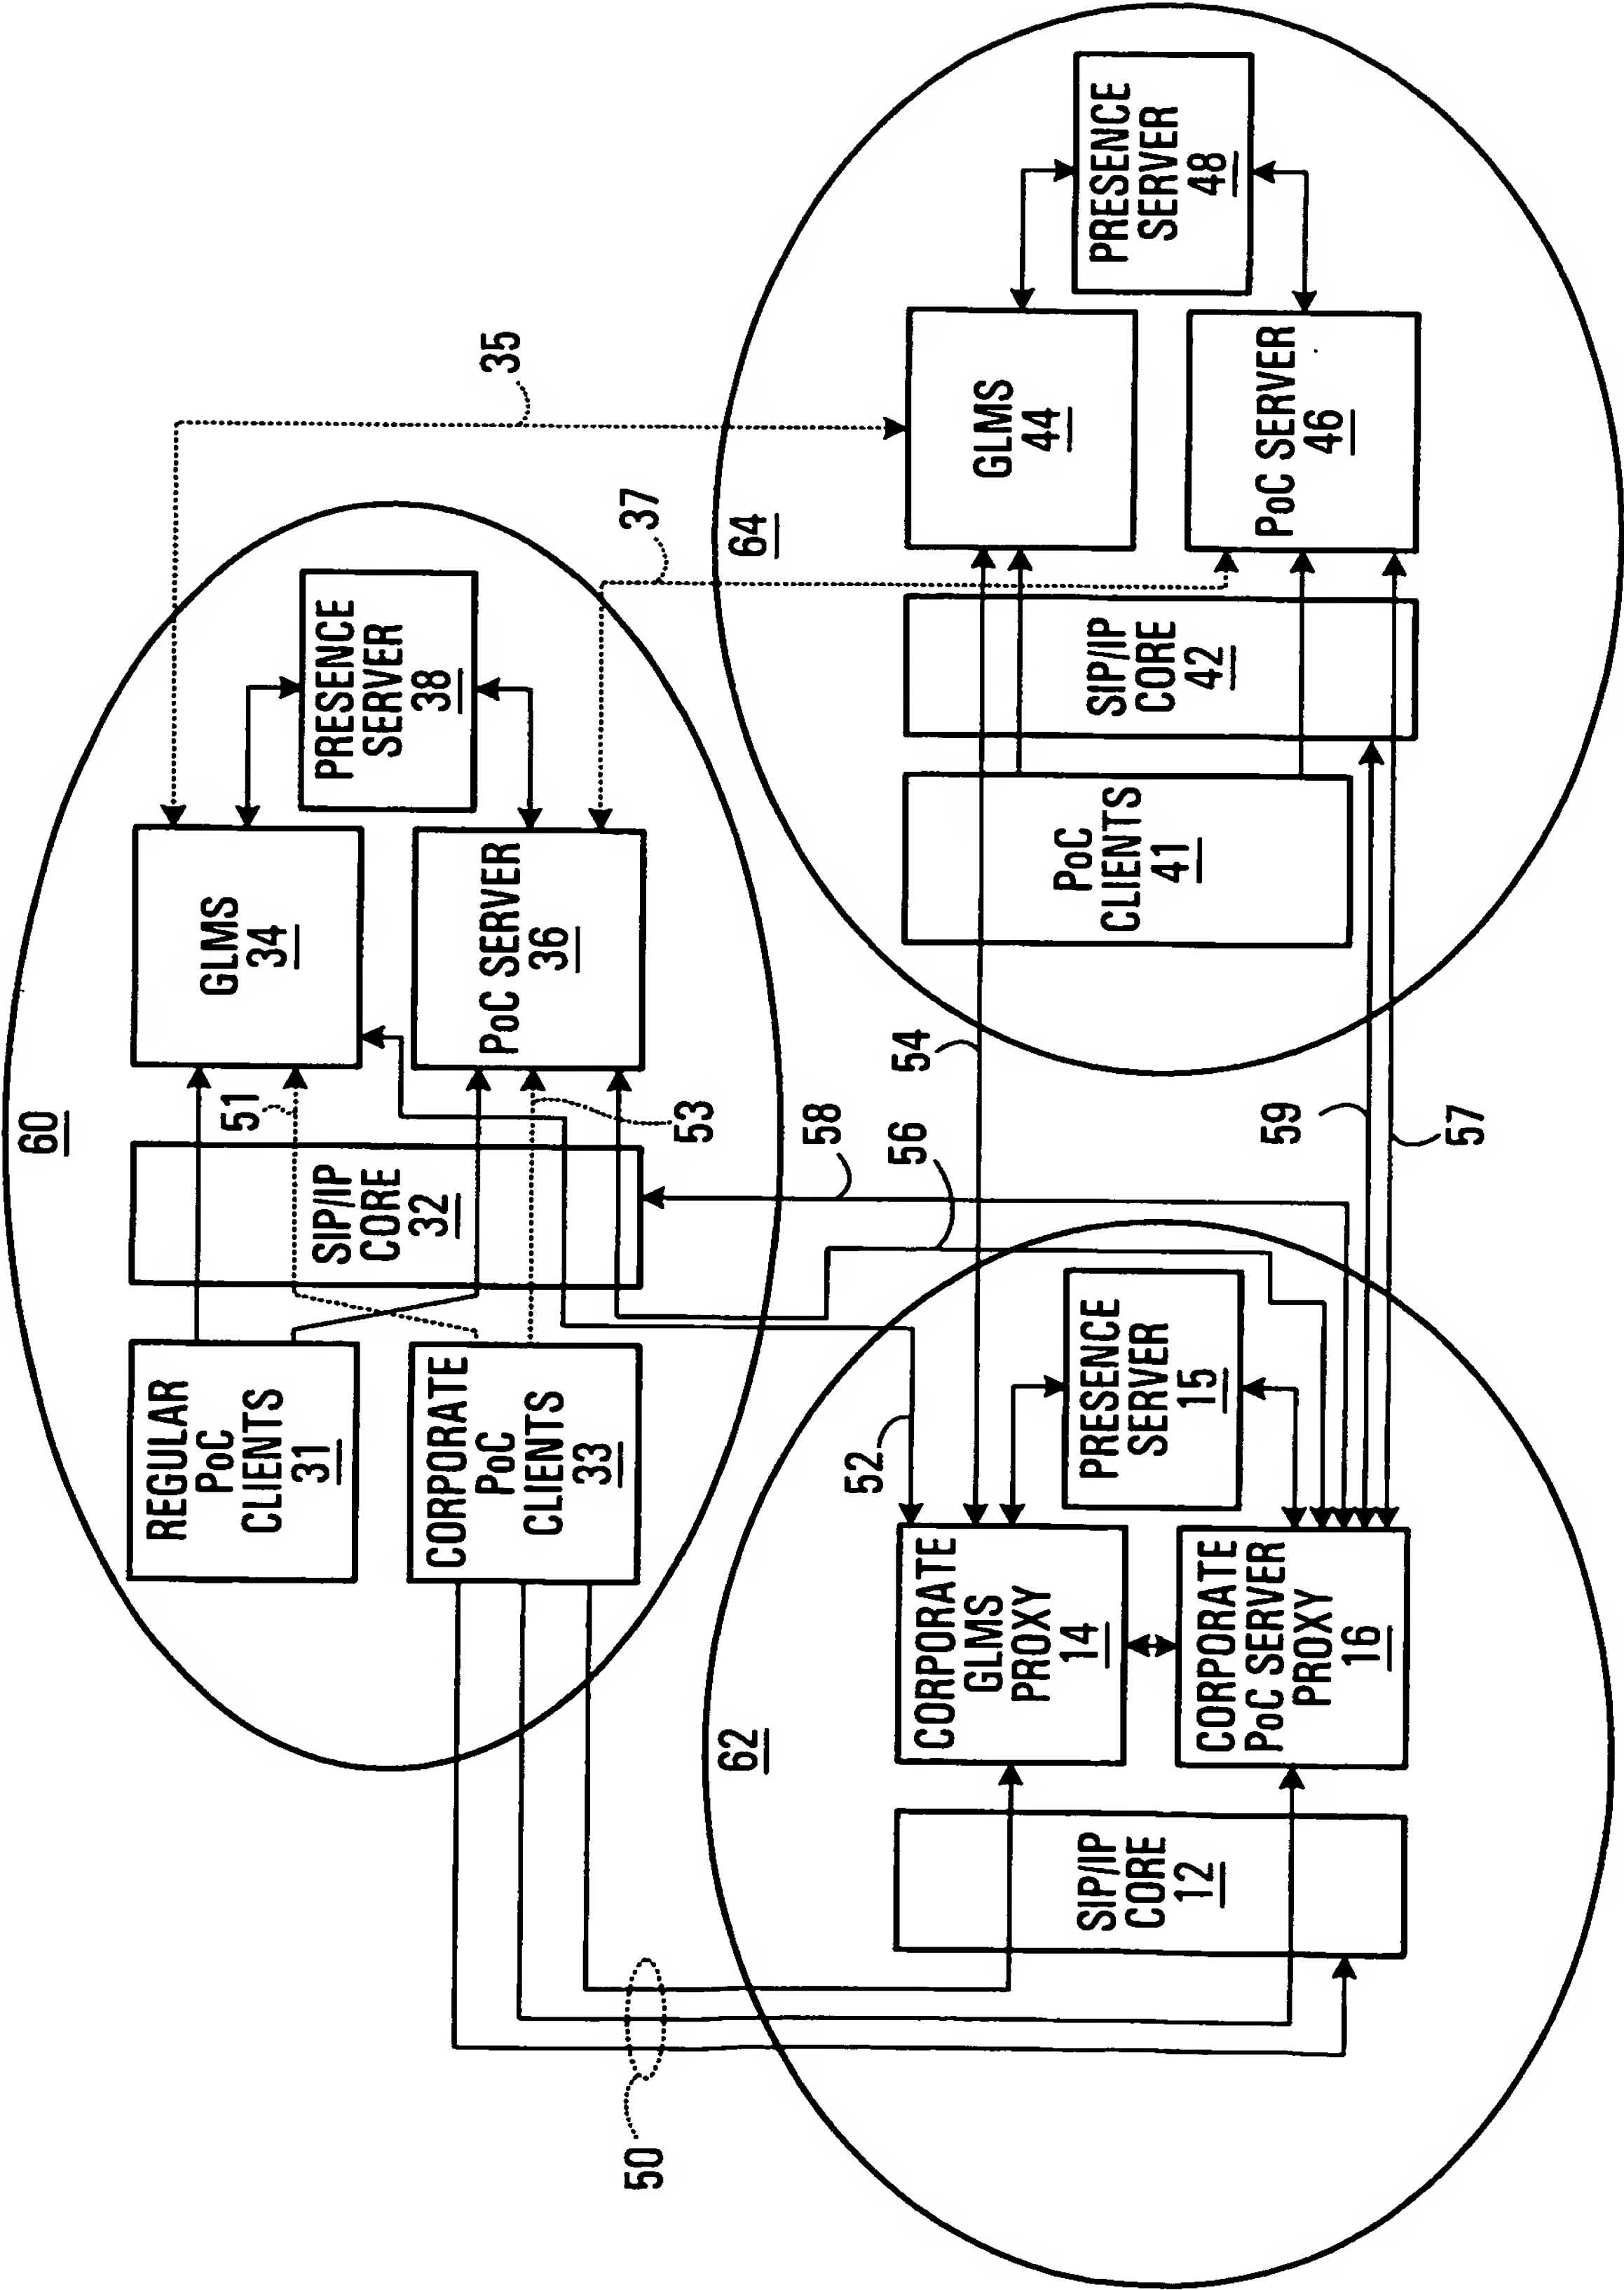 60
REGULAR
PoC
CLIENTS
31
SIP/IP
CORE
32
51
GLMS
34
PRESENCE
SERVER
38
35
CORPORATE
PoC
CLIENTS
33
PoC SERVER
36
53
37
50
58
56
62
SIP/IP
CORE
12
CORPORATE
GLMS
PROXY
14
52
PRESENCE
SERVER
15
CORPORATE
PoC SERVER
PROXY
16
54
59
57
64
PoC
CLIENTS
41
SIP/IP
CORE
42
GLMS
44
PRESENCE
SERVER
48
PoC SERVER
46